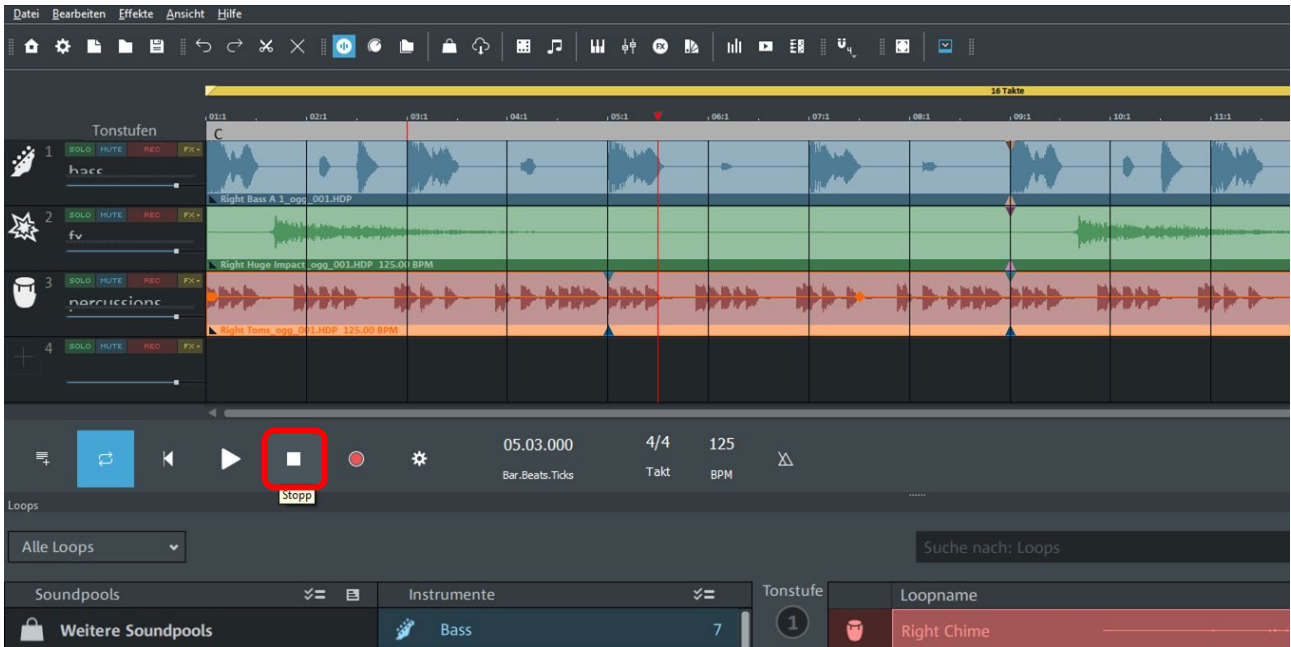 Datei Bearbeiten Effekte Ansicht Hilfe
16 Takte
01:1 02:1 03:1 04:1 05:1 06:1 07:1 08:1 09:1 10:1 11:1
Tonstufen
C
1 SOLO MUTE REC FX
bass
Right Bass A 1_ogg_001.HDP
2 SOLO MUTE REC FX
fx
Right Huge Impact_ogg_001.HDP 125.00 BPM
3 SOLO MUTE REC FX
percussions
Right Toms_ogg_001.HDP 125.00 BPM
4 SOLO MUTE REC FX
05.03.000 4/4 125
Bar.Beats.Ticks Takt BPM
Stopp
Loops
Alle Loops
Suche nach: Loops
Soundpools Instrumente Tonstufe Loopname
Weitere Soundpools Bass 7 1 Right Chime